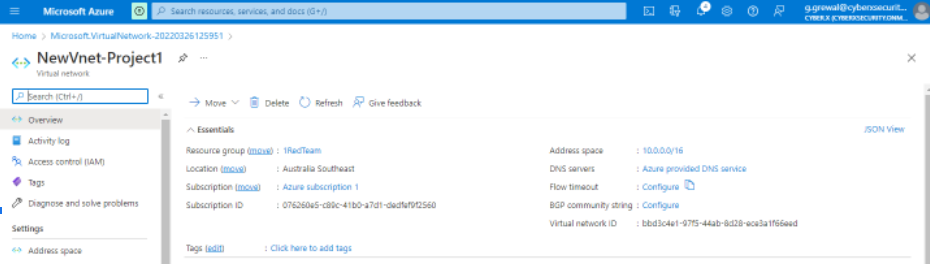 Microsoft Azure
Search resources, services, and docs (G+/)
4
g.grewal@cyberxsecurit...
Home > Microsoft.VirtualNetwork-20220326125951 >
NewVnet-Project1
Virtual network
Search (Ctrl+/)
«
Move
Delete
Refresh
Give feedback
Overview
Activity log
Access control (IAM)
Tags
Diagnose and solve problems
Settings
Address space
Essentials
JSON View
Resource group (move) : 1RedTeam
Location (move) : Australia Southeast
Subscription (move) : Azure subscription 1
Subscription ID : 076260e5-c89c-41b0-a7d1-dedfef9f2560
Address space : 10.0.0.0/16
DNS servers : Azure provided DNS service
Flow timeout : Configure
BGP community string : Configure
Virtual network ID : bbd3c4e1-97f5-44ab-8d28-ece3a1f66eed
Tags (edit) : Click here to add tags